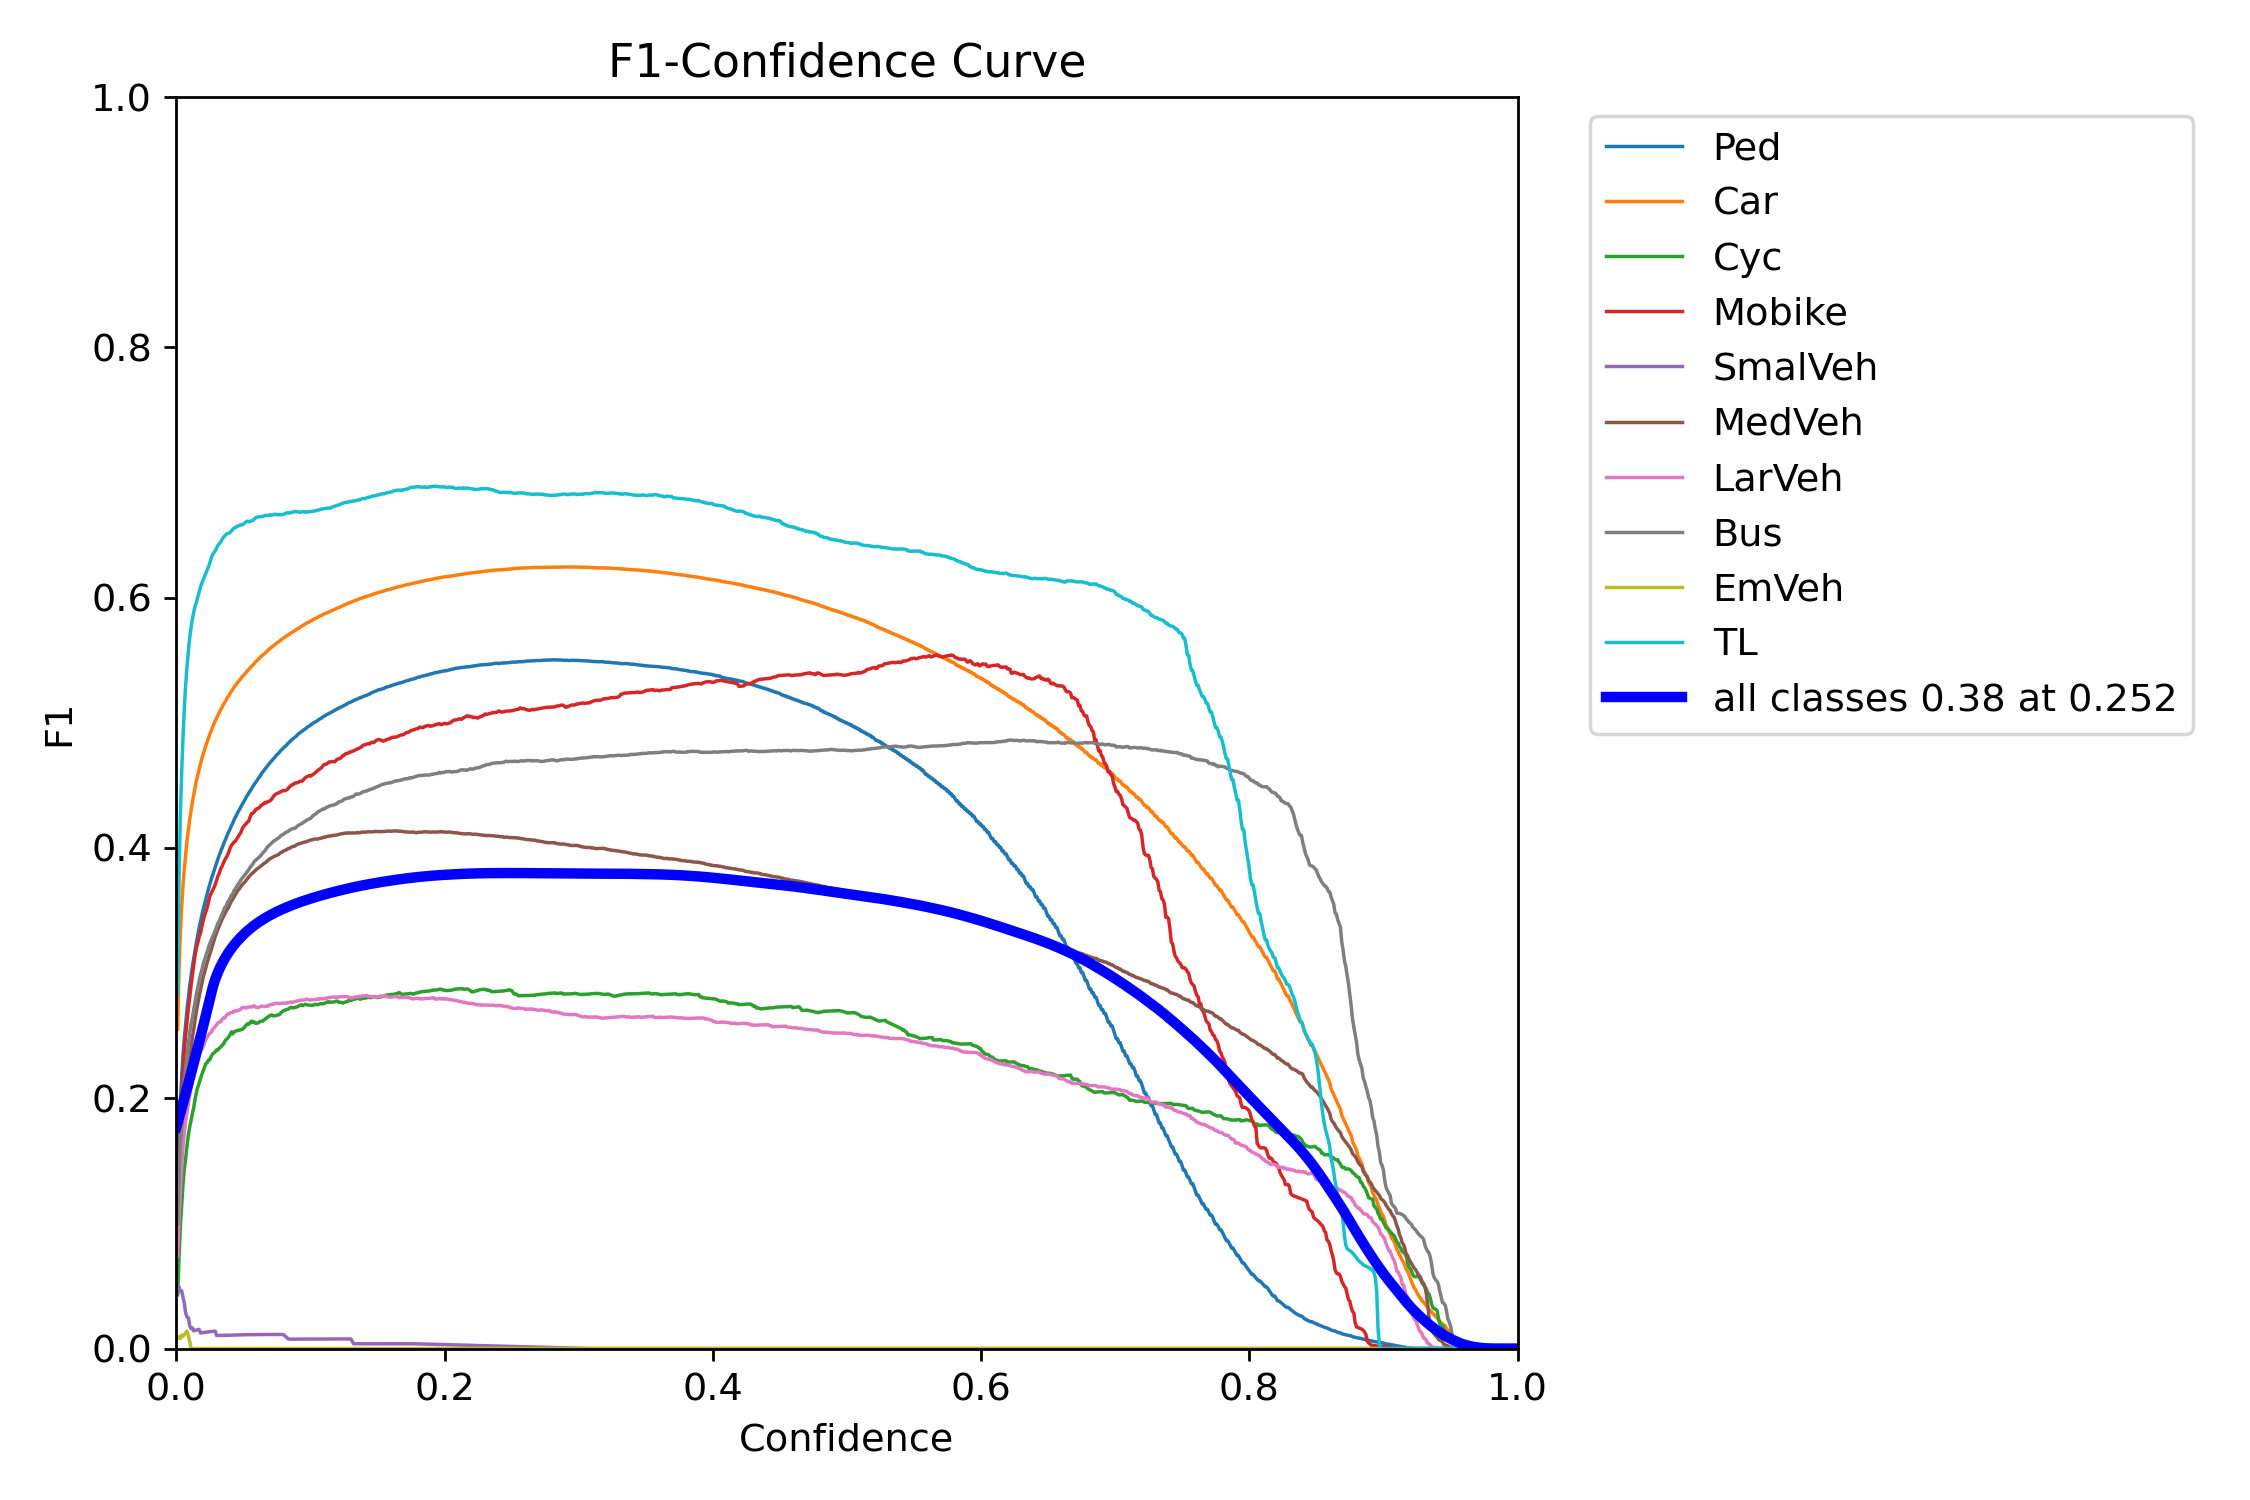 F1-Confidence Curve
1.0
0.8
0.6
0.4
0.2
0.0
F1
0.0 0.2 0.4 0.6 0.8 1.0
Confidence
Ped
Car
Cyc
Mobike
SmalVeh
MedVeh
LarVeh
Bus
EmVeh
TL
all classes 0.38 at 0.252